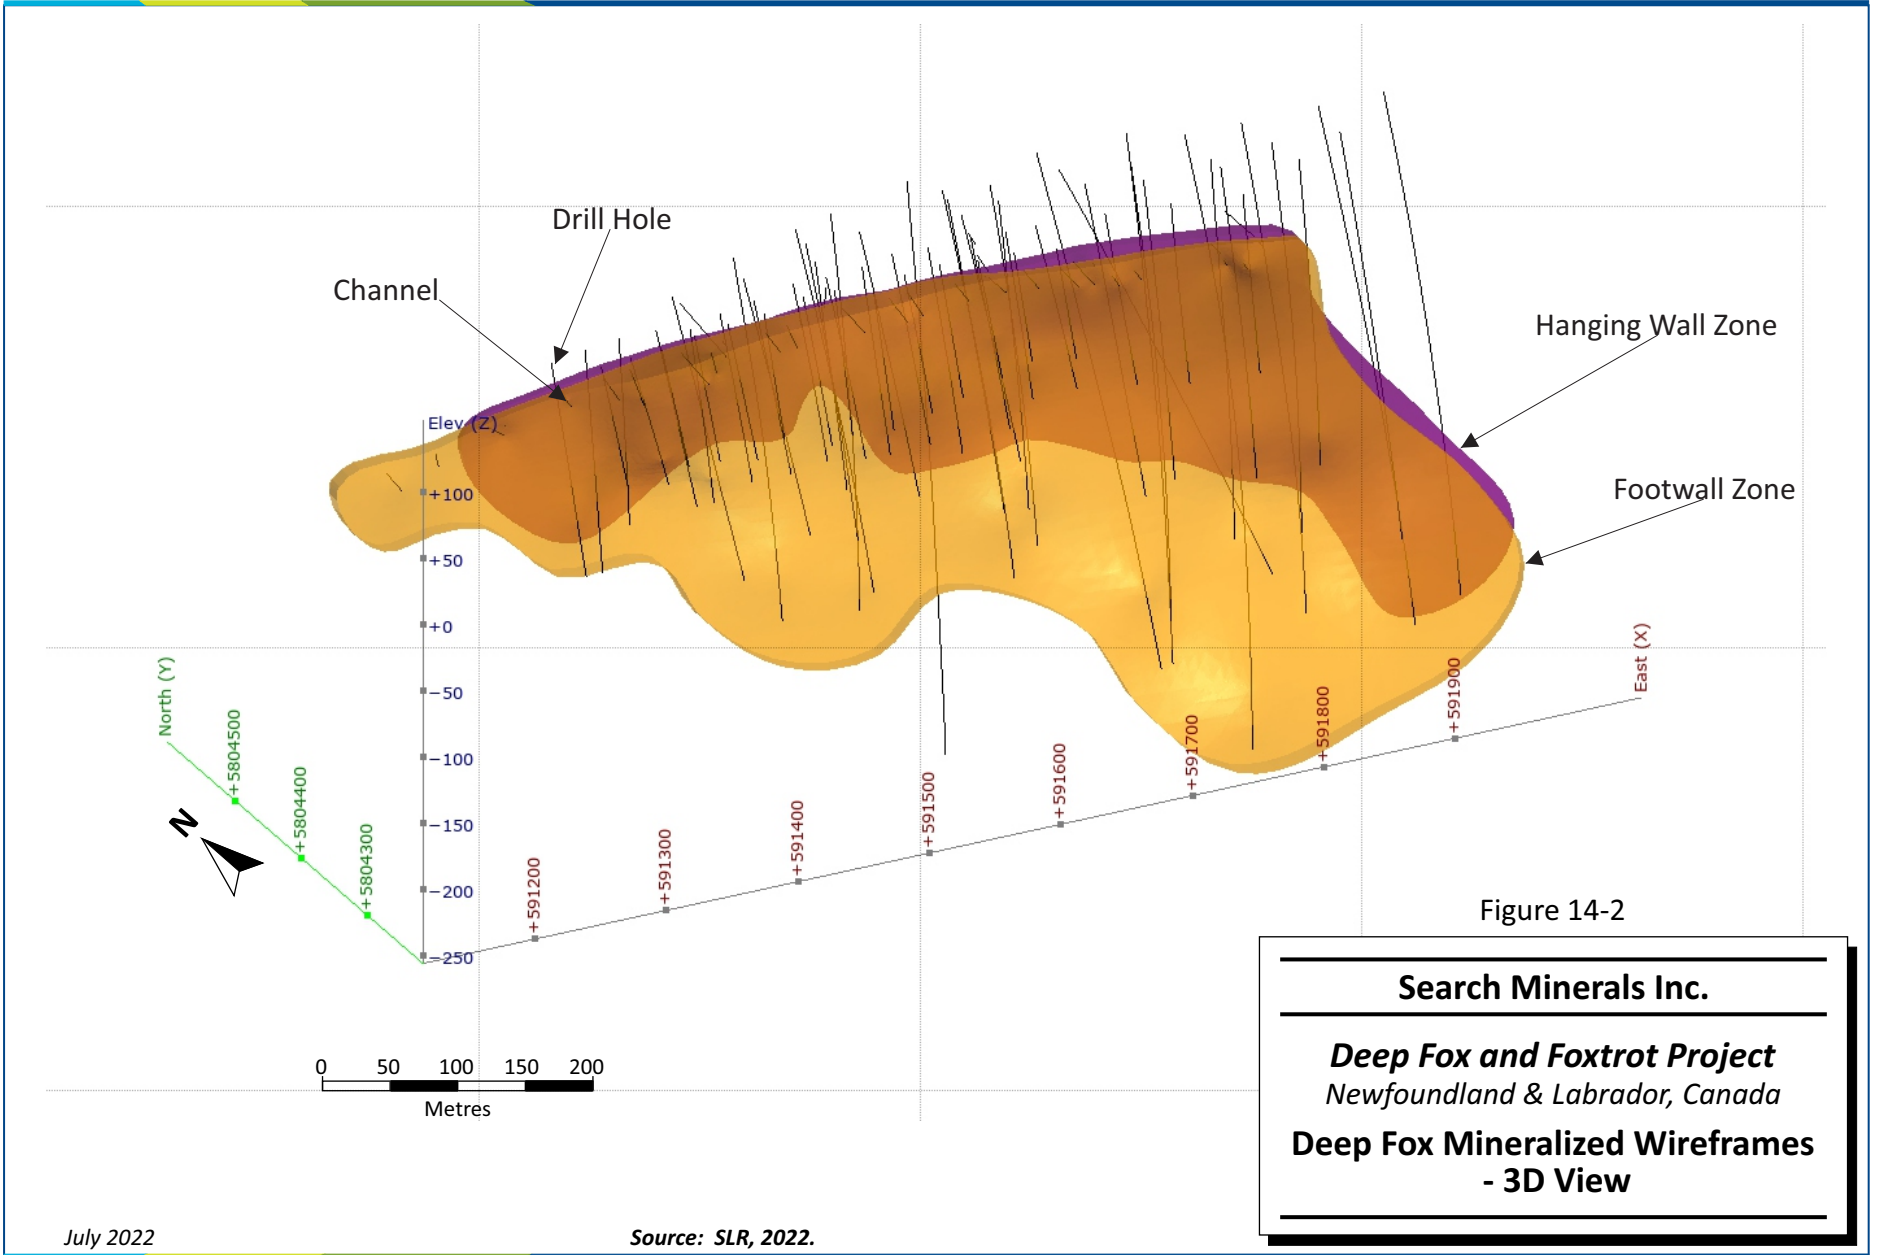 Drill Hole
Channel
Hanging Wall Zone
Footwall Zone
Elev (Z)
+100
+50
+0
−50
−100
−150
−200
−250
North (Y)
+5804500
+5804400
+5804300
N
East (X)
+591200
+591300
+591400
+591500
+591600
+591700
+591800
+591900
0 50 100 150 200
Metres
Figure 14-2
Search Minerals Inc.
Deep Fox and Foxtrot Project
Newfoundland & Labrador, Canada
Deep Fox Mineralized Wireframes
- 3D View
July 2022
Source: SLR, 2022.